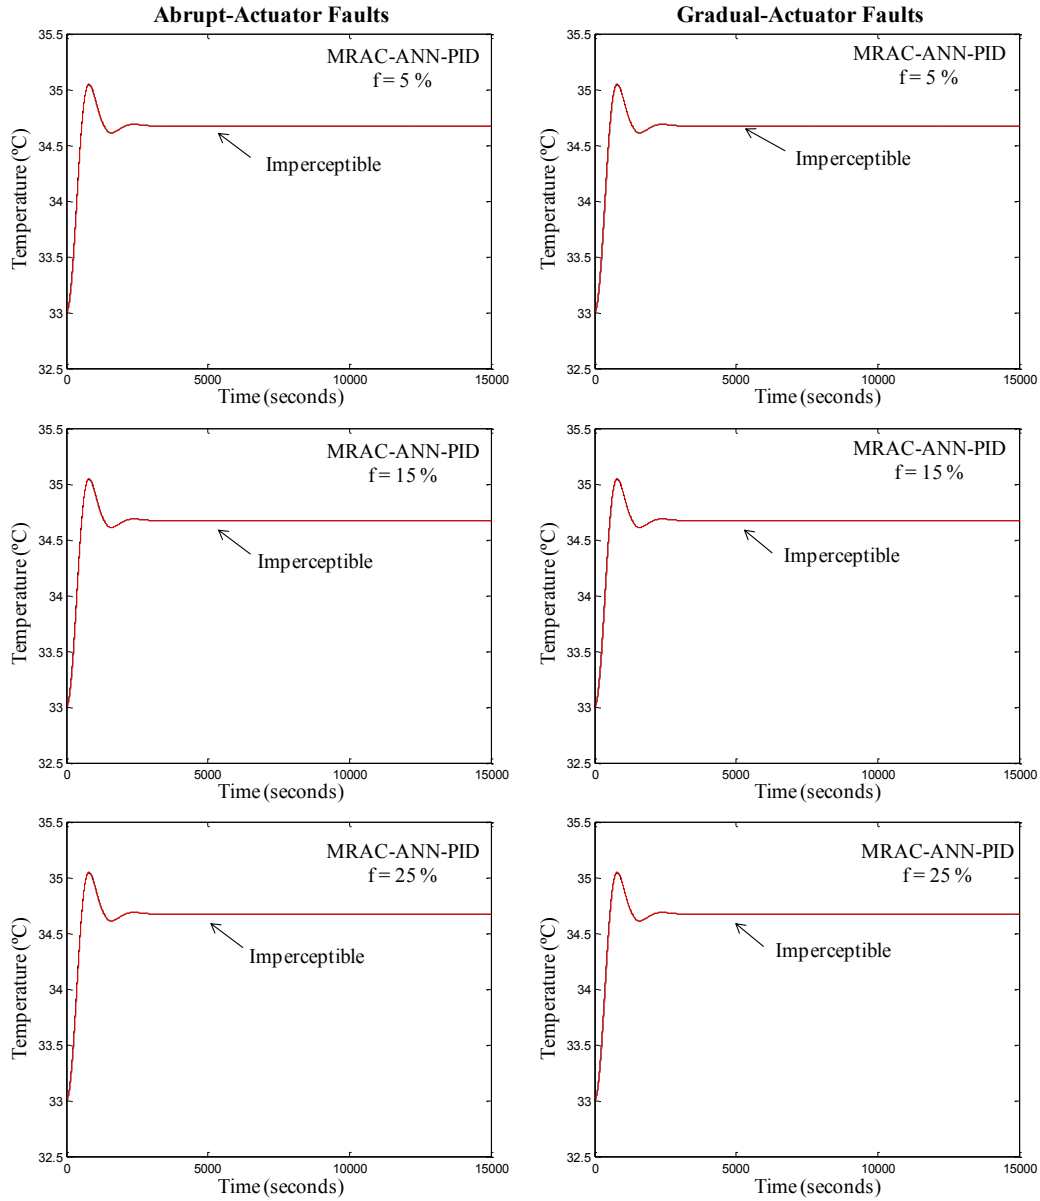 Abrupt-Actuator Faults
Gradual-Actuator Faults
35.5
35
34.5
34
33.5
33
32.5
Temperature (ºC)
MRAC-ANN-PID
f = 5 %
Imperceptible
0
5000
10000
15000
Time (seconds)
35.5
35
34.5
34
33.5
33
32.5
Temperature (ºC)
MRAC-ANN-PID
f = 5 %
Imperceptible
0
5000
10000
15000
Time (seconds)
35.5
35
34.5
34
33.5
33
32.5
Temperature (ºC)
MRAC-ANN-PID
f = 15 %
Imperceptible
0
5000
10000
15000
Time (seconds)
35.5
35
34.5
34
33.5
33
32.5
Temperature (ºC)
MRAC-ANN-PID
f = 15 %
Imperceptible
0
5000
10000
15000
Time (seconds)
35.5
35
34.5
34
33.5
33
32.5
Temperature (ºC)
MRAC-ANN-PID
f = 25 %
Imperceptible
0
5000
10000
15000
Time (seconds)
35.5
35
34.5
34
33.5
33
32.5
Temperature (ºC)
MRAC-ANN-PID
f = 25 %
Imperceptible
0
5000
10000
15000
Time (seconds)